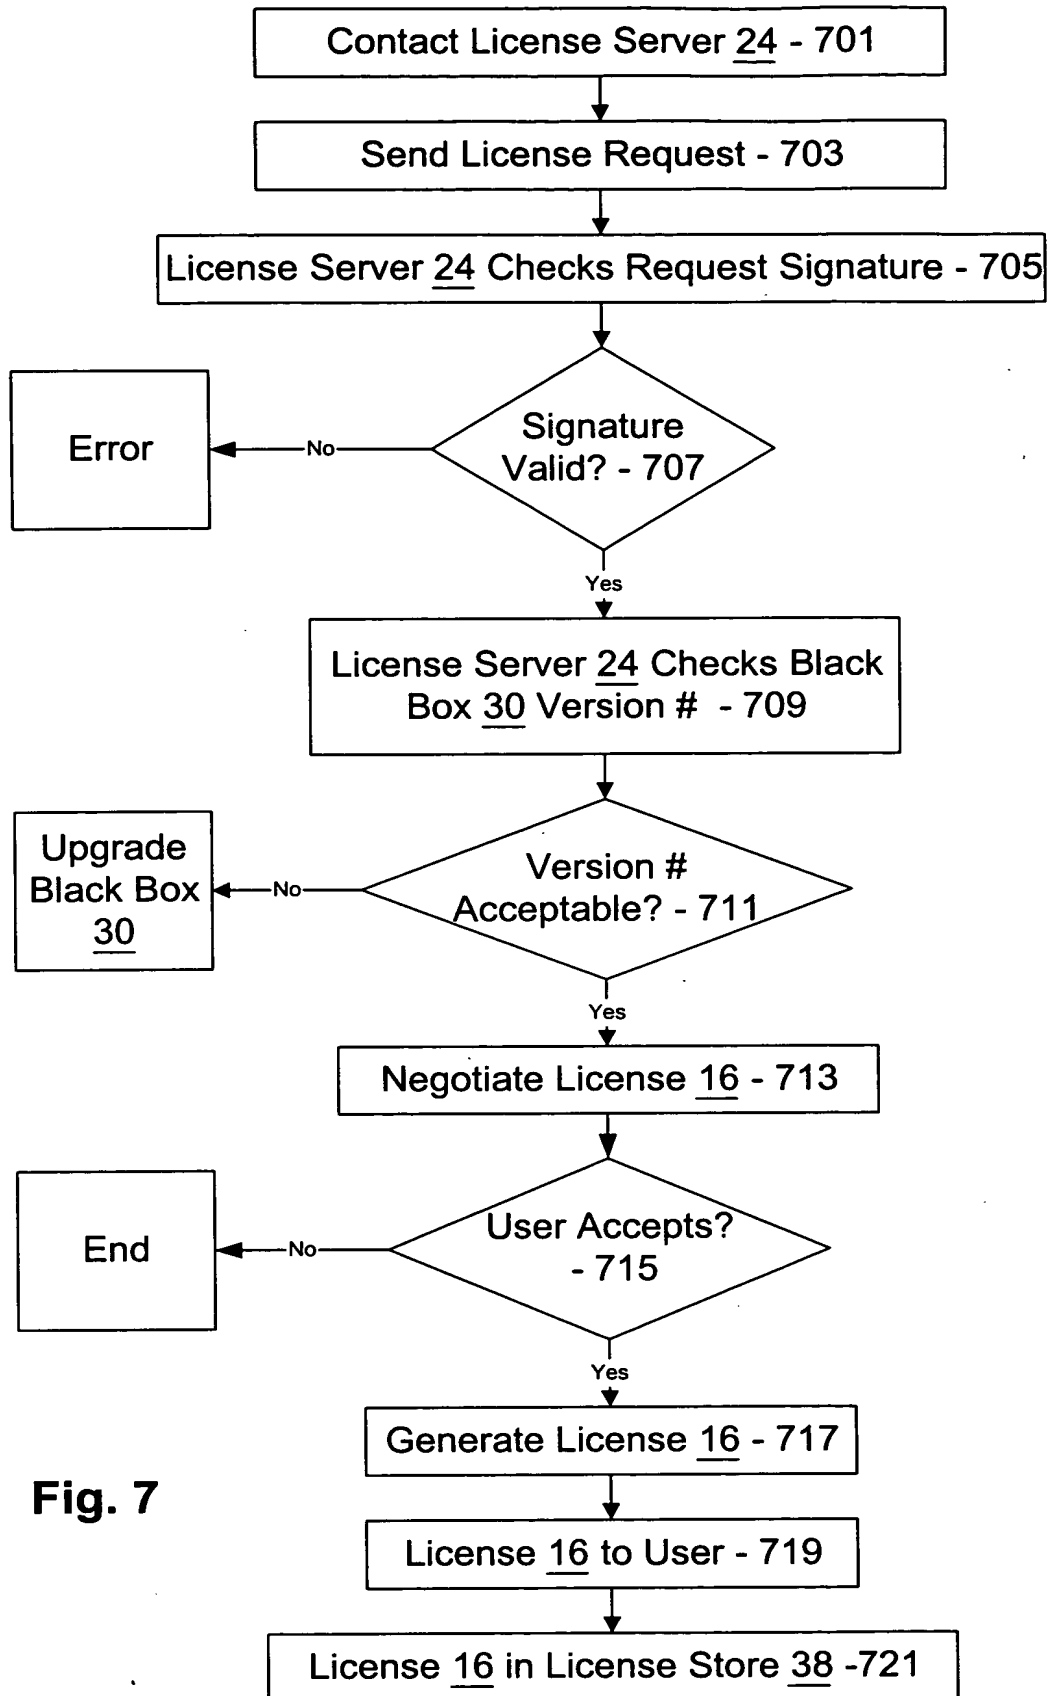 Contact License Server 24 - 701
Send License Request - 703
License Server 24 Checks Request Signature - 705
Signature
Valid? - 707
No
Error
Yes
License Server 24 Checks Black
Box 30 Version # - 709
Version #
Acceptable? - 711
No
Upgrade
Black Box
30
Yes
Negotiate License 16 - 713
User Accepts?
- 715
No
End
Yes
Generate License 16 - 717
License 16 to User - 719
License 16 in License Store 38 -721
Fig. 7